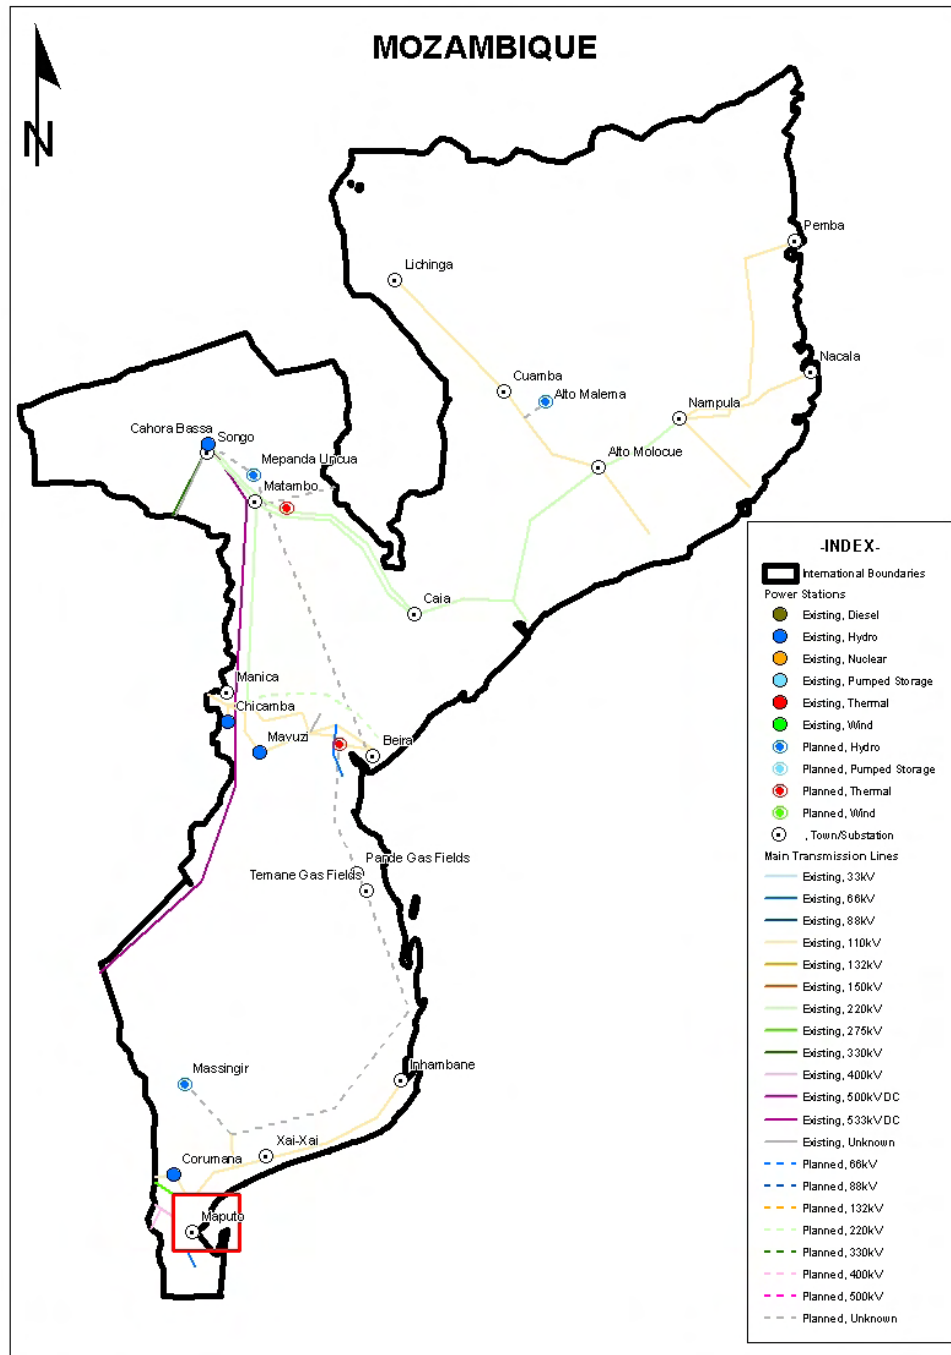 MOZAMBIQUE
N
Pemba
Lichinga
Nacala
Cuamba
Alto Malema
Nampula
Cahora Bassa
Songo
Alto Molocue
Mepanda Uncua
Matambo
Caia
Manica
Chicamba
Mavuzi
Beira
Pande Gas Fields
Temane Gas Fields
Massingir
Inhambane
Xai-Xai
Corumana
Maputo
-INDEX-
International Boundaries
Power Stations
Existing, Diesel
Existing, Hydro
Existing, Nuclear
Existing, Pumped Storage
Existing, Thermal
Existing, Wind
Planned, Hydro
Planned, Pumped Storage
Planned, Thermal
Planned, Wind
, Town/Substation
Main Transmission Lines
Existing, 33kV
Existing, 66kV
Existing, 88kV
Existing, 110kV
Existing, 132kV
Existing, 150kV
Existing, 220kV
Existing, 275kV
Existing, 330kV
Existing, 400kV
Existing, 500kV DC
Existing, 533kV DC
Existing, Unknown
Planned, 66kV
Planned, 88kV
Planned, 132kV
Planned, 220kV
Planned, 330kV
Planned, 400kV
Planned, 500kV
Planned, Unknown